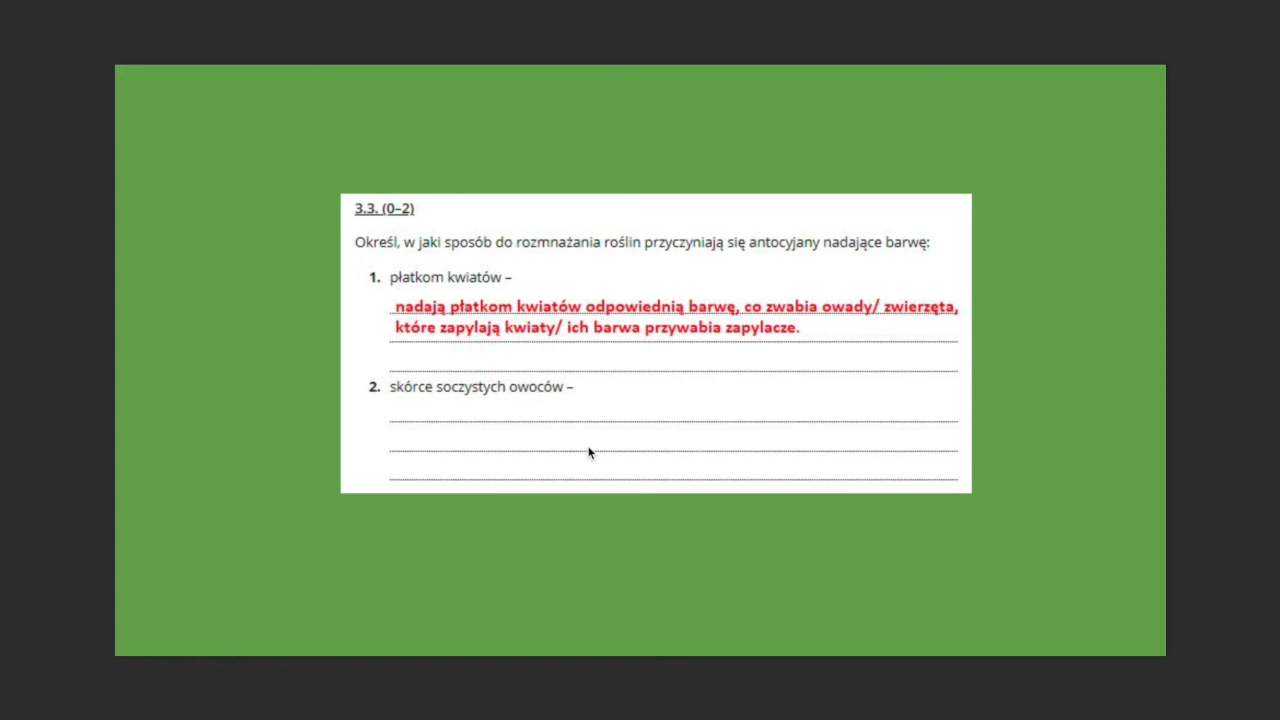 3.3. (0–2)
Określ, w jaki sposób do rozmnażania roślin przyczyniają się antocyjany nadające barwę:
1. płatkom kwiatów –
nadają płatkom kwiatów odpowiednią barwę, co zwabia owady/ zwierzęta,
które zapylają kwiaty/ ich barwa przywabia zapylacze.
2. skórce soczystych owoców –